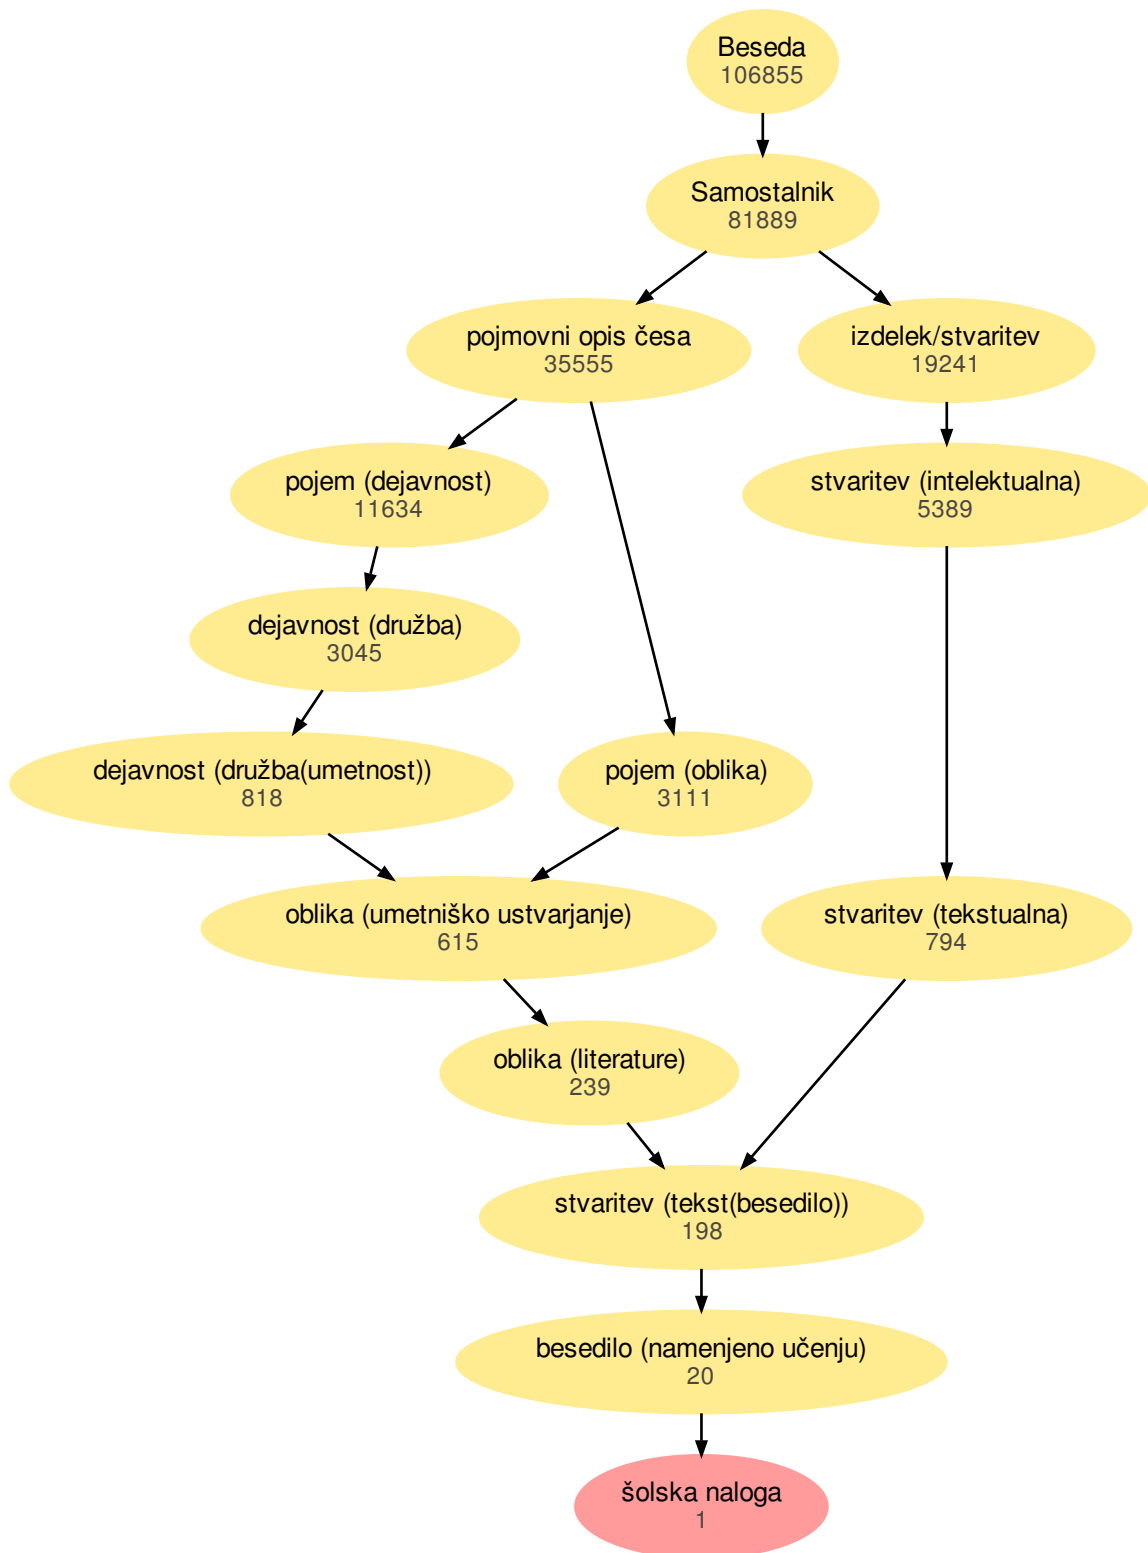 Beseda
106855
Samostalnik
81889
pojmovni opis česa
35555
izdelek/stvaritev
19241
pojem (dejavnost)
11634
stvaritev (intelektualna)
5389
dejavnost (družba)
3045
dejavnost (družba(umetnost))
818
pojem (oblika)
3111
oblika (umetniško ustvarjanje)
615
stvaritev (tekstualna)
794
oblika (literature)
239
stvaritev (tekst(besedilo))
198
besedilo (namenjeno učenju)
20
šolska naloga
1